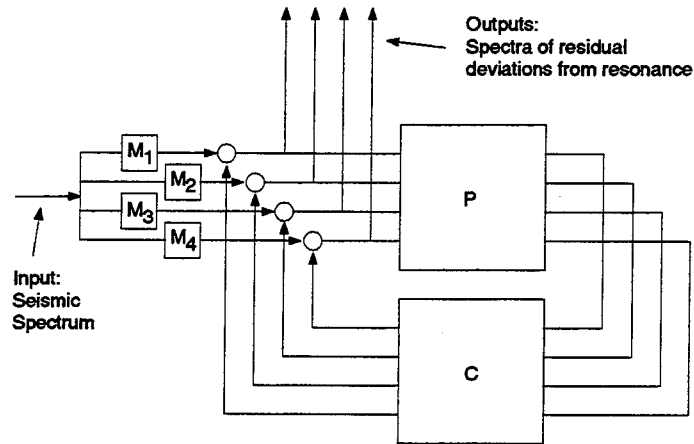 Outputs:
Spectra of residual
deviations from resonance
M1
M2
P
M3
M4
Input:
Seismic
Spectrum
C